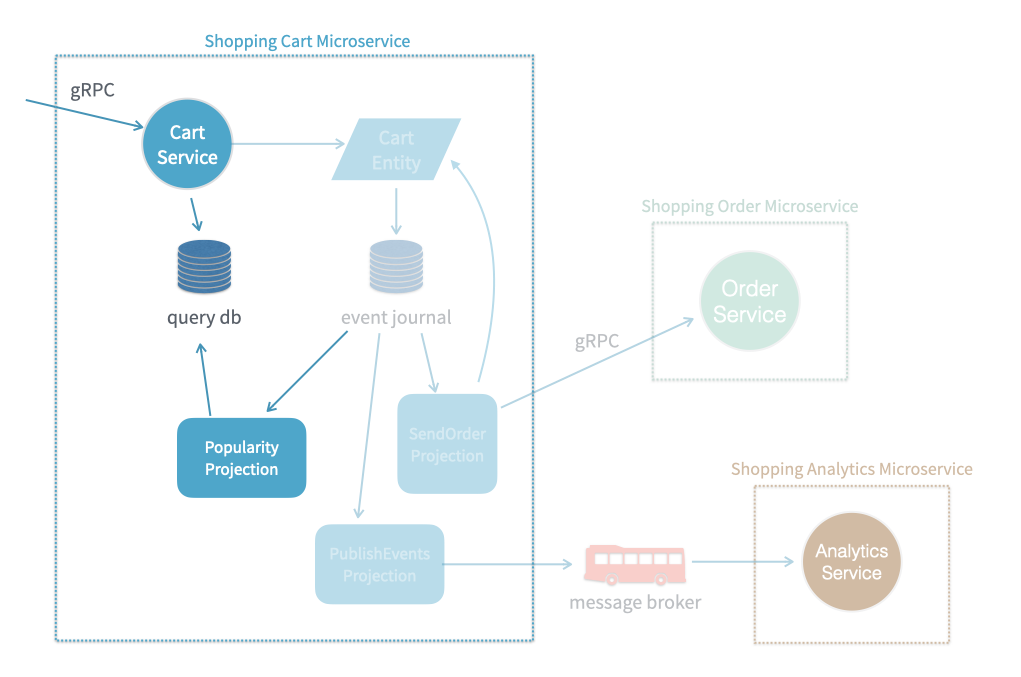 Shopping Cart Microservice
gRPC
Cart
Service
Cart
Entity
query db
event journal
Popularity
Projection
SendOrder
Projection
PublishEvents
Projection
Shopping Order Microservice
Order
Service
gRPC
Shopping Analytics Microservice
Analytics
Service
message broker